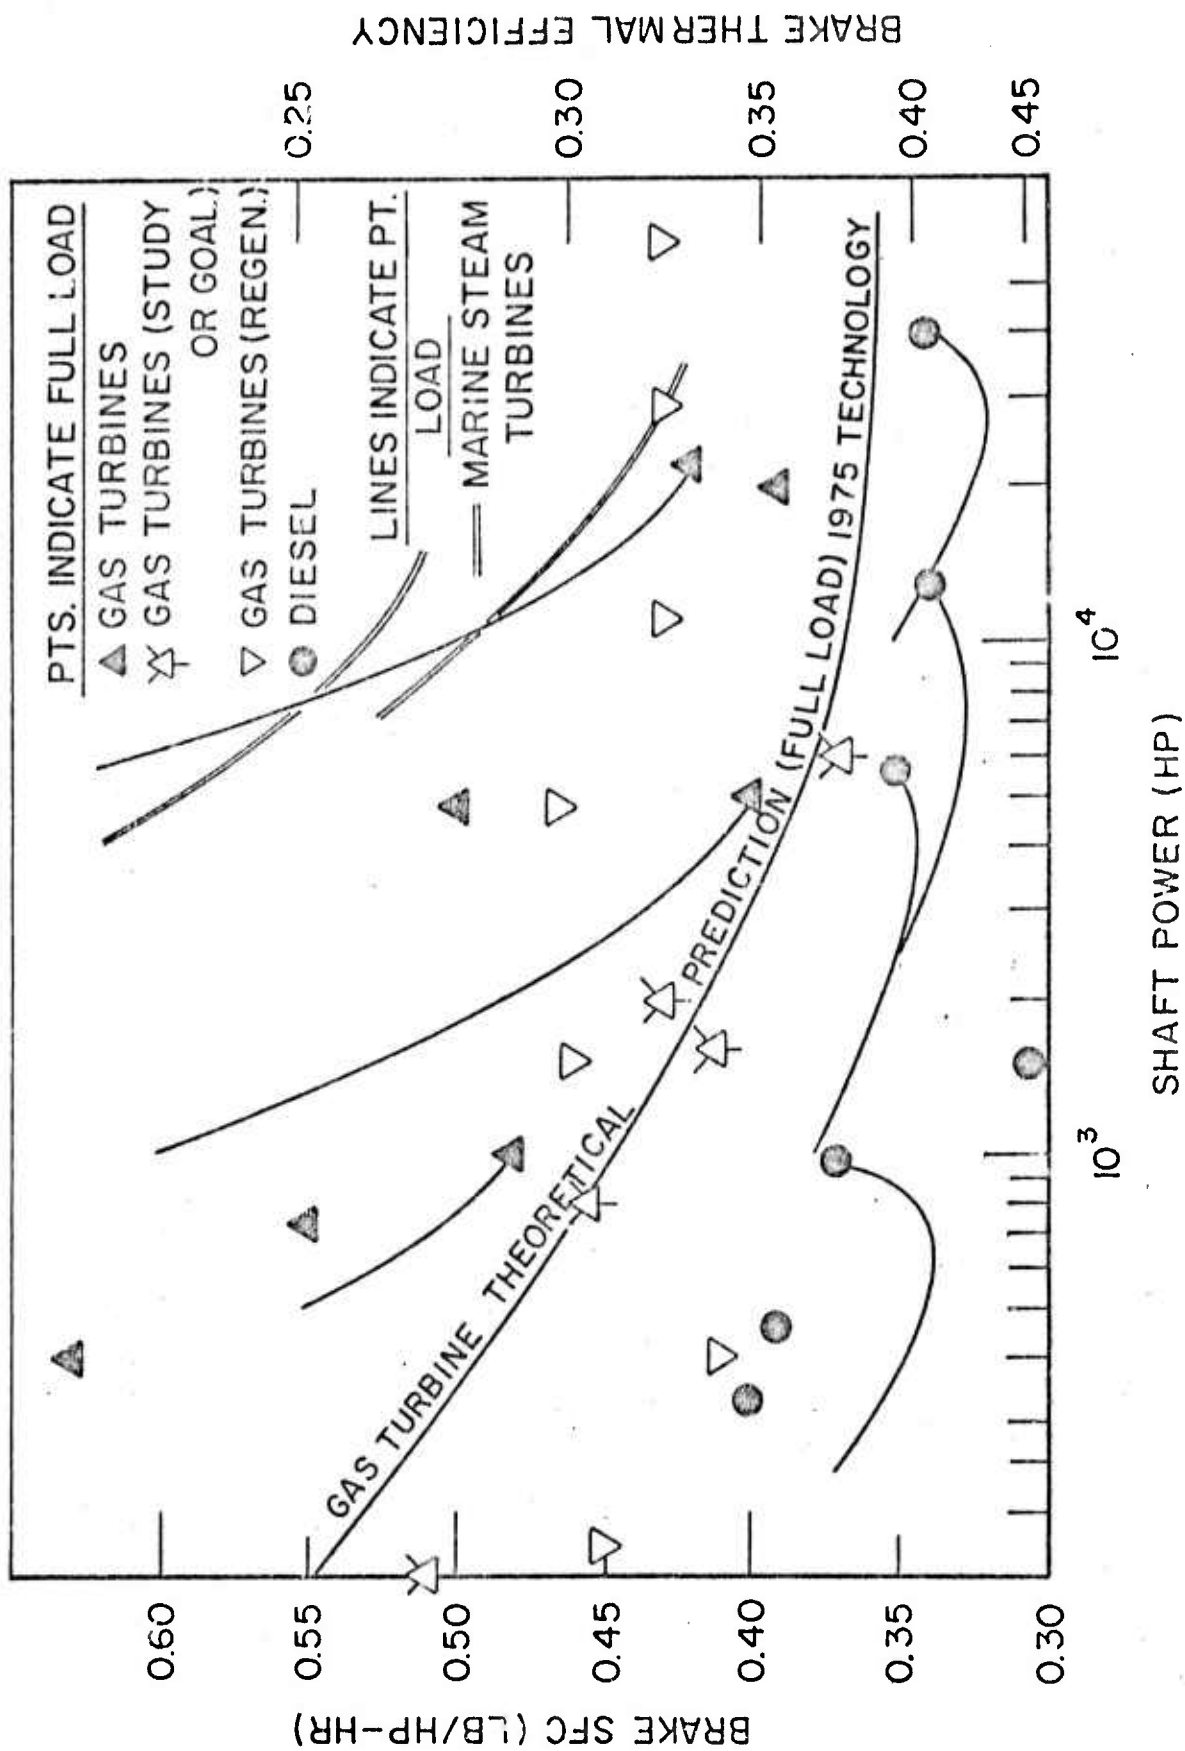 PTS. INDICATE FULL LOAD
GAS TURBINES
GAS TURBINES (STUDY
OR GOAL)
GAS TURBINES (REGEN.)
DIESEL
LINES INDICATE PT.
LOAD
MARINE STEAM
TURBINES
GAS TURBINE THEORETICAL PREDICTION (FULL LOAD) 1975 TECHNOLOGY
BRAKE SFC (LB/HP-HR)
0.60
0.55
0.50
0.45
0.40
0.35
0.30
BRAKE THERMAL EFFICIENCY
0.25
0.30
0.35
0.40
0.45
10³
10⁴
SHAFT POWER (HP)